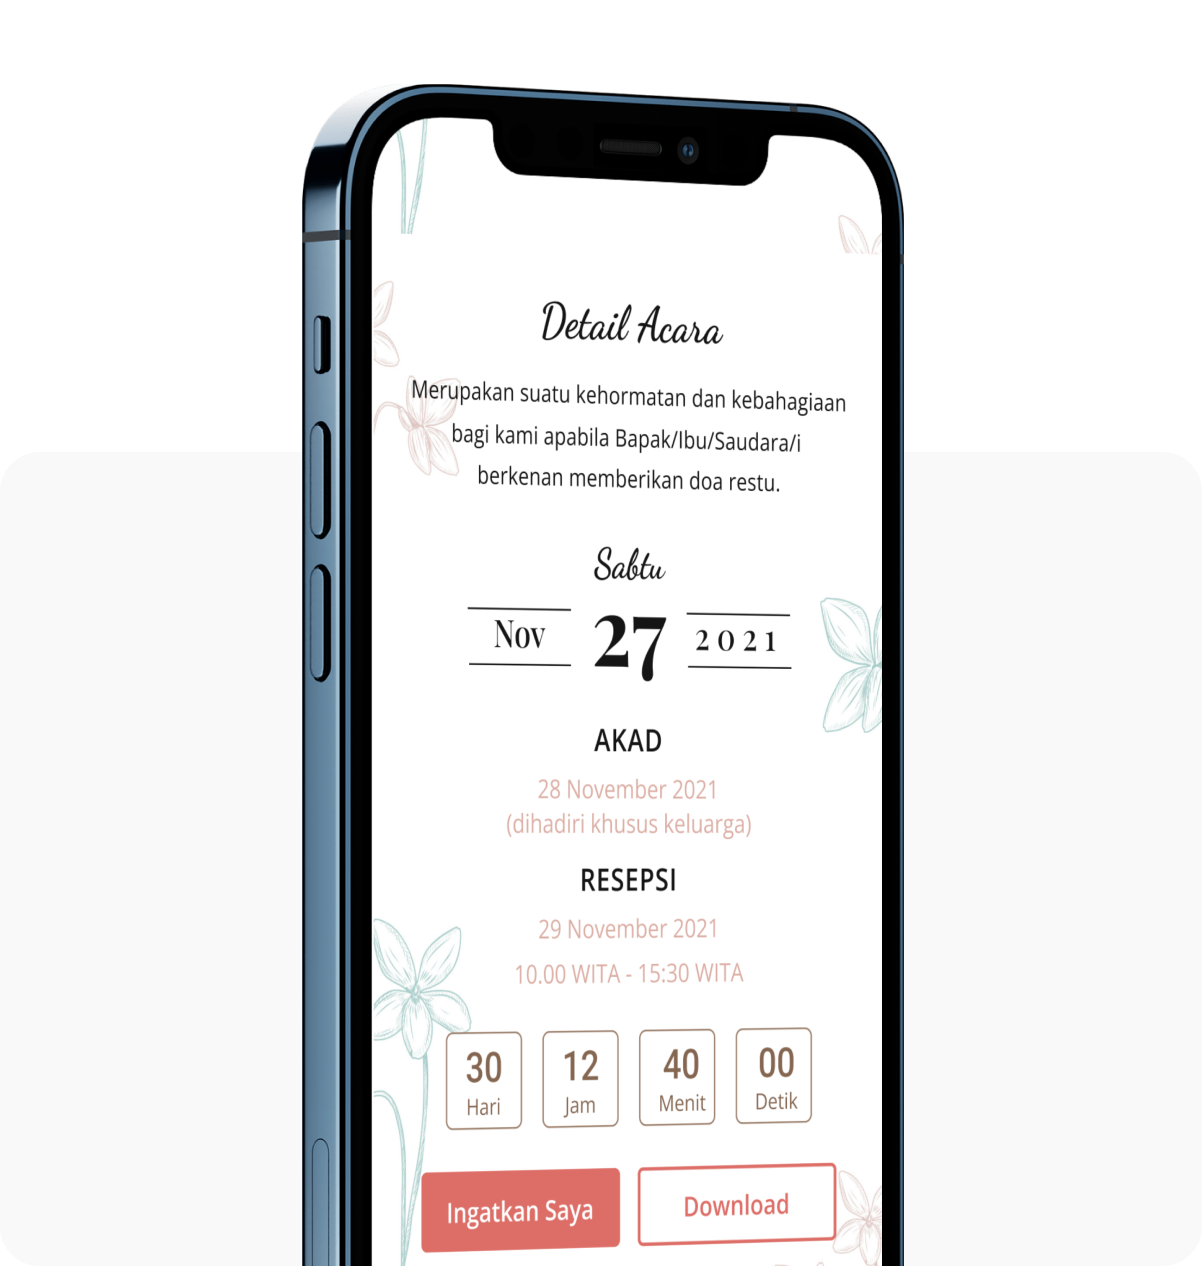 Detail Acara
Merupakan suatu kehormatan dan kebahagiaan
bagi kami apabila Bapak/Ibu/Saudara/i
berkenan memberikan doa restu.
Sabtu
Nov 27 2021
AKAD
28 November 2021
(dihadiri khusus keluarga)
RESEPSI
29 November 2021
10.00 WITA - 15:30 WITA
30 12 40 00
Hari Jam Menit Detik
Ingatkan Saya Download